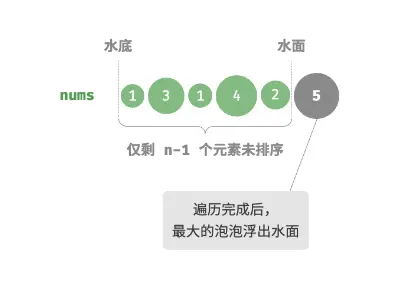 水底 水面
nums 1 3 1 4 2 5
仅剩 n-1 个元素未排序
遍历完成后，
最大的泡泡浮出水面